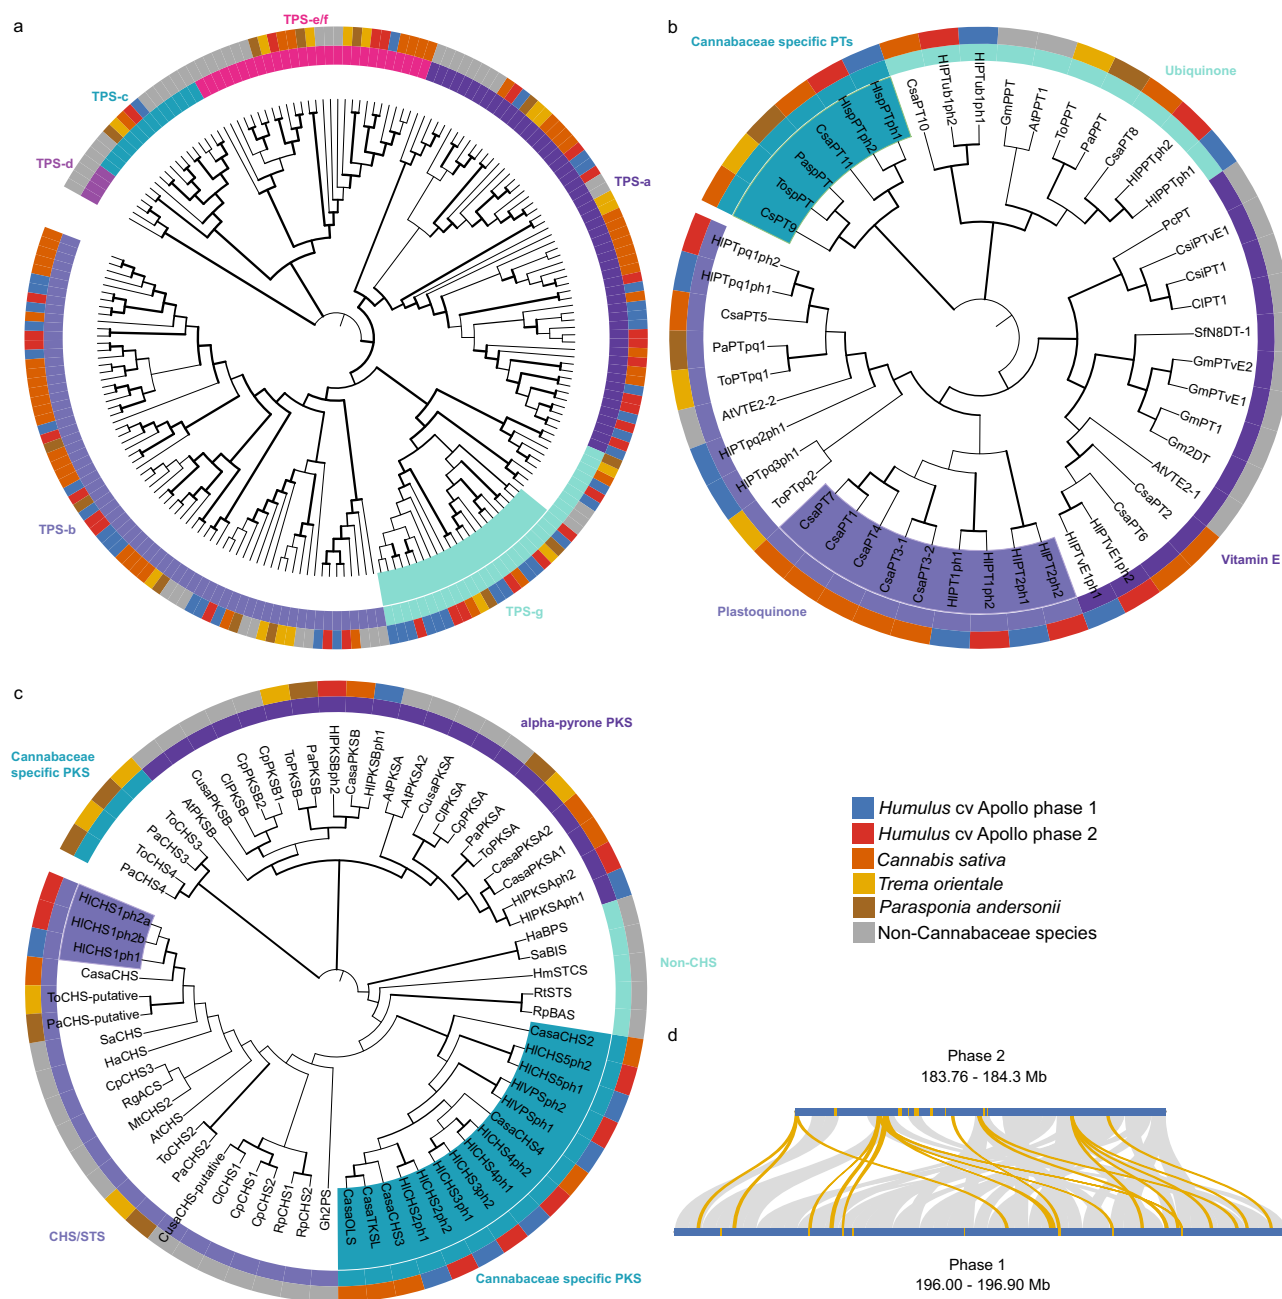 a
TPS-e/f
TPS-c
TPS-d
TPS-a
TPS-b
TPS-g
b
Cannabaceae specific PTs
Ubiquinone
HlspPTph1
HlspPTph2
CsaPT11
PaspPT
TospPT
CsPT9
CsaPT10
HlPTub1ph2
HlPTub1ph1
GmPPT
AtPPT1
ToPPT
PaPPT
CsaPT8
HlPPTph2
HlPPTph1
PcPT
CsiPTvE1
CsiPT1
ClPT1
SfN8DT-1
GmPTvE2
GmPTvE1
GmPT1
Gm2DT
AtVTE2-1
CsaPT2
CsaPT6
HlPTvE1ph2
HlPTvE1ph1
Vitamin E
HlPTpq1ph2
HlPTpq1ph1
CsaPT5
PaPTpq1
ToPTpq1
AtVTE2-2
HlPTpq2ph1
HlPTpq3ph1
ToPTpq2
CsaPT7
CsaPT1
CsaPT4
CsaPT3-1
CsaPT3-2
HlPT1ph1
HlPT1ph2
HlPT2ph1
HlPT2ph2
Plastoquinone
c
alpha-pyrone PKS
Cannabaceae
specific PKS
PaCHS4
ToCHS4
PaCHS3
ToCHS3
AtPKSB
CusaPKSB
ClPKSB
CpPKSB2
CpPKSB1
ToPKSB
PaPKSB
HlPKSBph2
CasaPKSB
HlPKSBph1
AtPKSA
AtPKSA2
CusaPKSA
ClPKSA
CpPKSA
PaPKSA
ToPKSA
CasaPKSA2
CasaPKSA1
HlPKSAph2
HlPKSAph1
HaBPS
SaBIS
HmSTCS
RtSTS
RpBAS
Non-CHS
CasaCHS2
HlCHS5ph2
HlCHS5ph1
HlVPSph2
HlVPSph1
CasaCHS4
HlCHS4ph2
HlCHS4ph1
HlCHS3ph2
HlCHS3ph1
HlCHS2ph2
HlCHS2ph1
CasaCHS3
CasaTKSL
CasaOLS
Gh2PS
RpCHS2
RpCHS1
CpCHS2
CpCHS1
ClCHS1
CusaCHS-putative
PaCHS2
ToCHS2
AtCHS
MtCHS2
RgACS
CpCHS3
HaCHS
SaCHS
PaCHS-putative
ToCHS-putative
CasaCHS
HlCHS1ph1
HlCHS1ph2b
HlCHS1ph2a
CHS/STS
Cannabaceae specific PKS
Humulus cv Apollo phase 1
Humulus cv Apollo phase 2
Cannabis sativa
Trema orientale
Parasponia andersonii
Non-Cannabaceae species
d
Phase 2
183.76 - 184.3 Mb
Phase 1
196.00 - 196.90 Mb